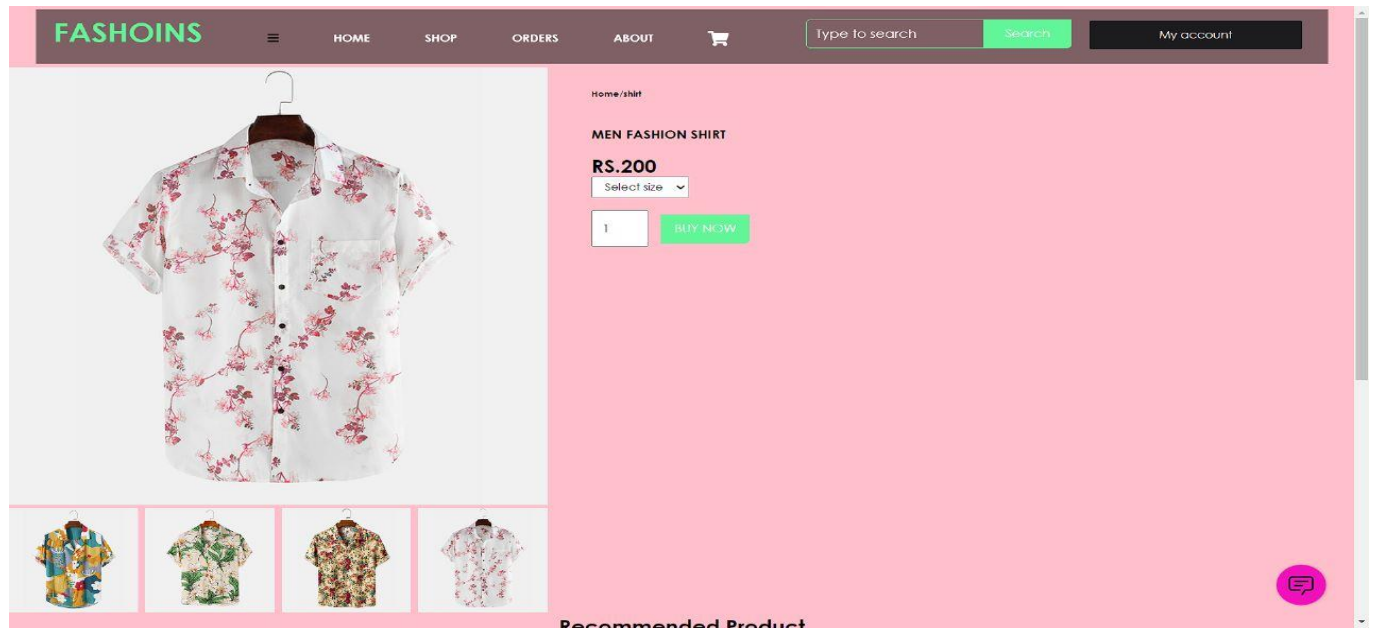 FASHOINS
HOME SHOP ORDERS ABOUT
Type to search
Search
My account
Home/shirt
MEN FASHION SHIRT
RS.200
Select size
1
BUY NOW
Recommended Product